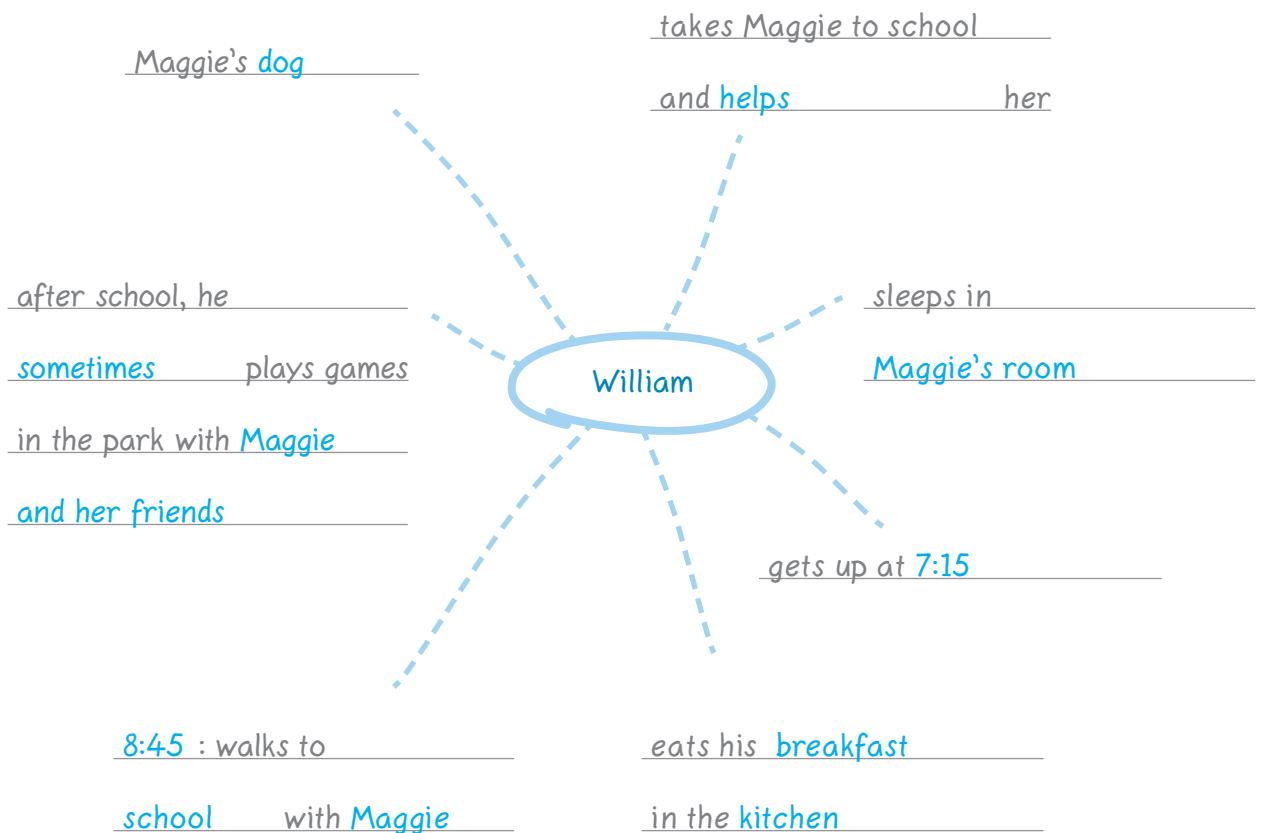 takes Maggie to school
and helps her
Maggie's dog
after school, he
sometimes plays games
in the park with Maggie
and her friends
William
sleeps in
Maggie's room
gets up at 7:15
8:45 : walks to
school with Maggie
eats his breakfast
in the kitchen